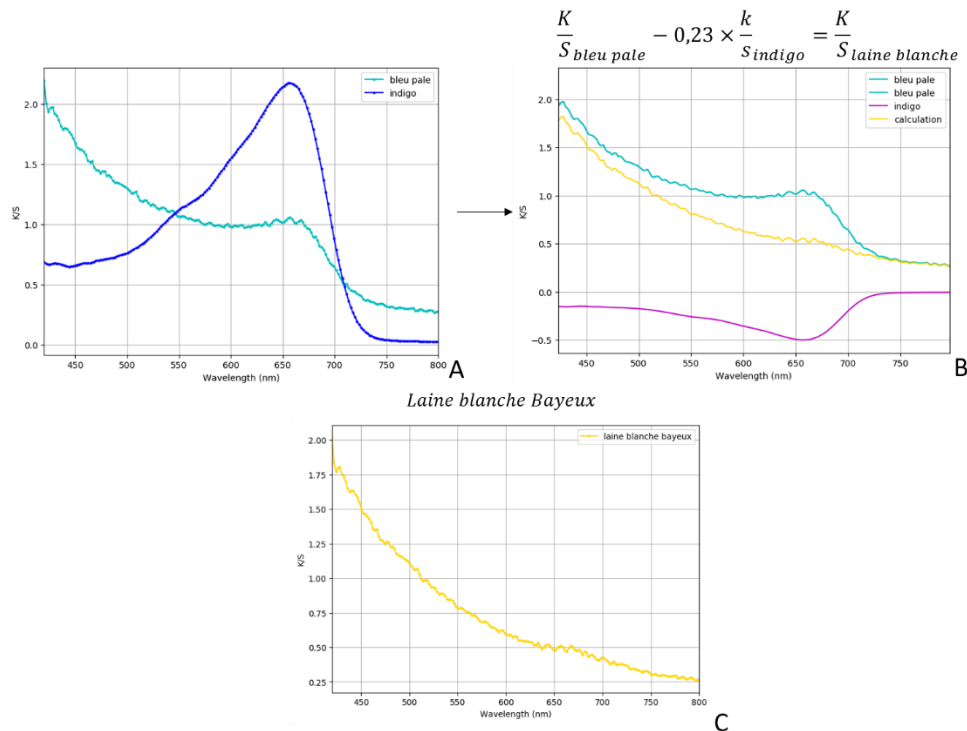 K/S bleu pale − 0,23 × k/s indigo = K/S laine blanche
bleu pale
indigo
2.0
1.5
1.0
0.5
0.0
K/S
450 500 550 600 650 700 750 800
Wavelength (nm)
A
bleu pale
bleu pale
indigo
calculation
2.0
1.5
1.0
0.5
0.0
−0.5
K/S
450 500 550 600 650 700 750
Wavelength (nm)
B
Laine blanche Bayeux
laine blanche bayeux
2.00
1.75
1.50
1.25
1.00
0.75
0.50
0.25
K/S
450 500 550 600 650 700 750 800
Wavelength (nm)
C